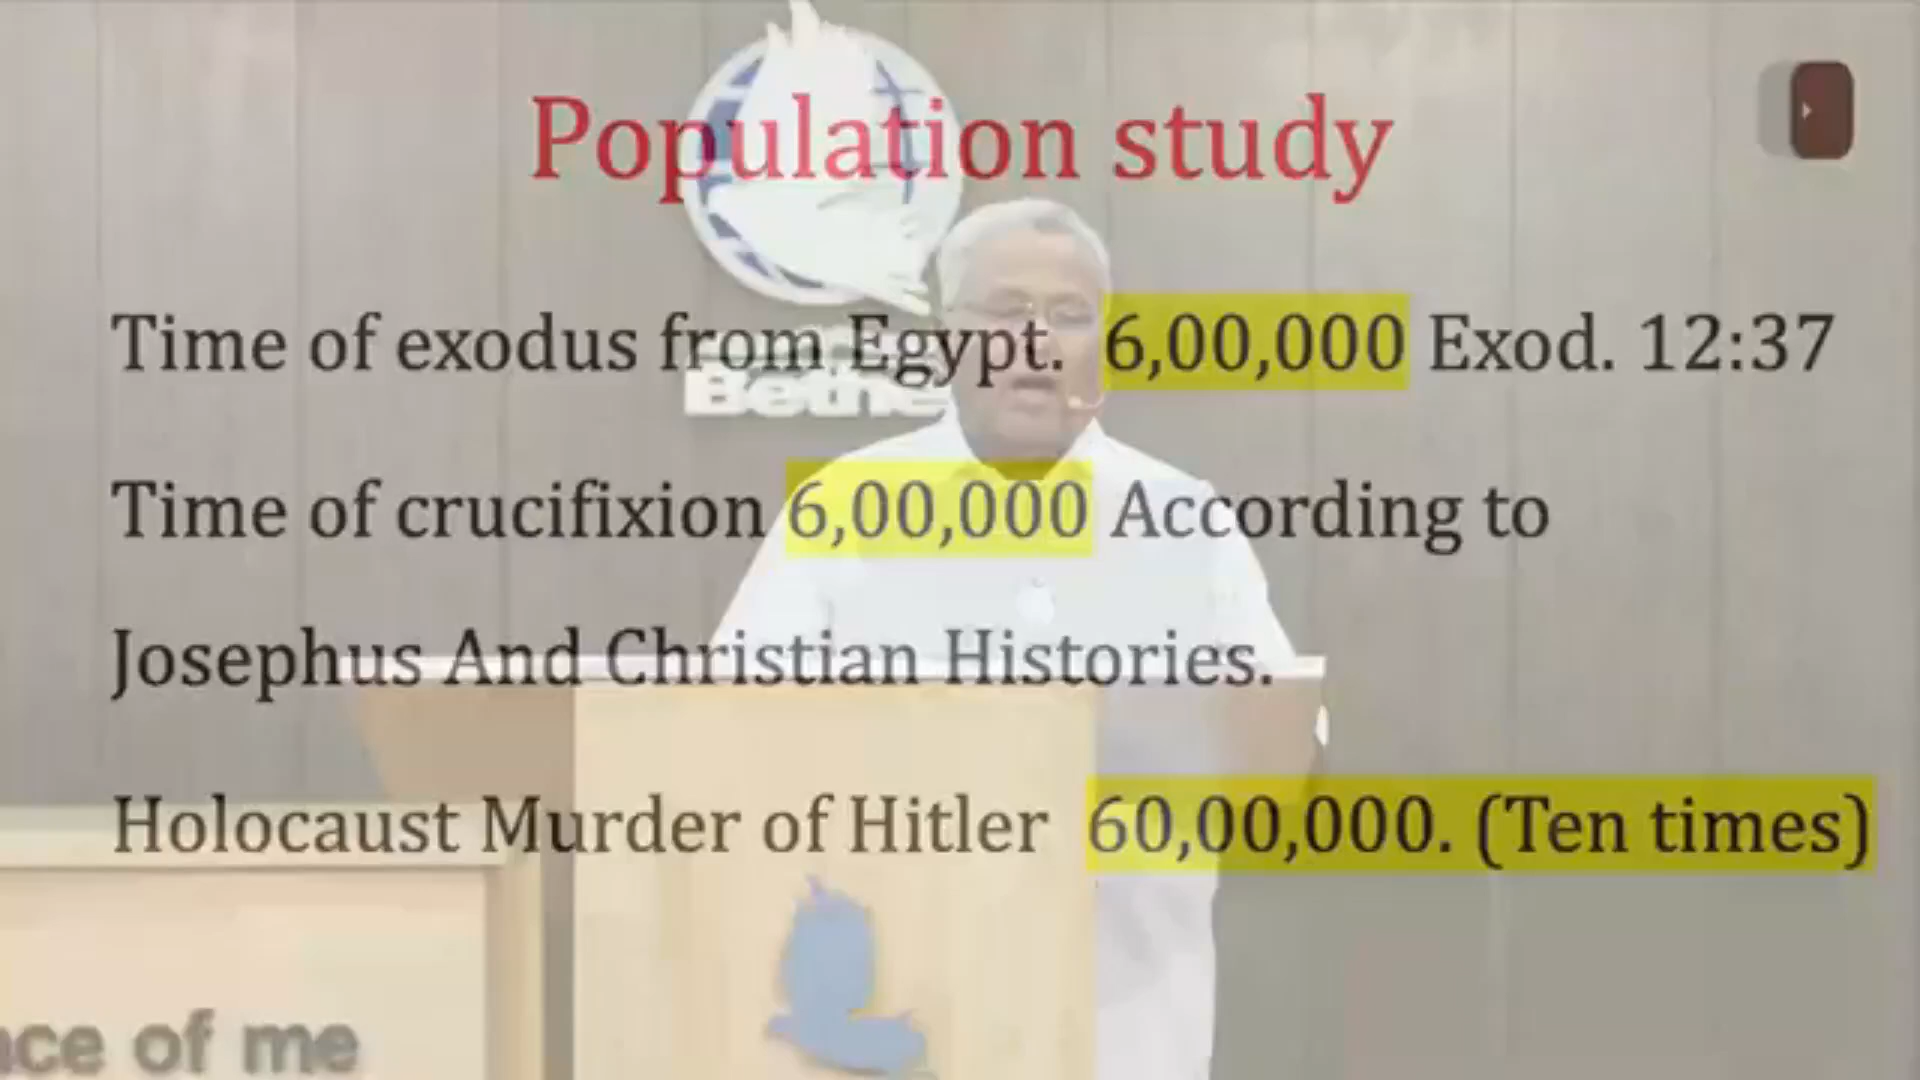 Population study
Time of exodus from Egypt. 6,00,000 Exod. 12:37
Bethe
Time of crucifixion 6,00,000 According to
Josephus And Christian Histories.
Holocaust Murder of Hitler 60,00,000. (Ten times)
of me